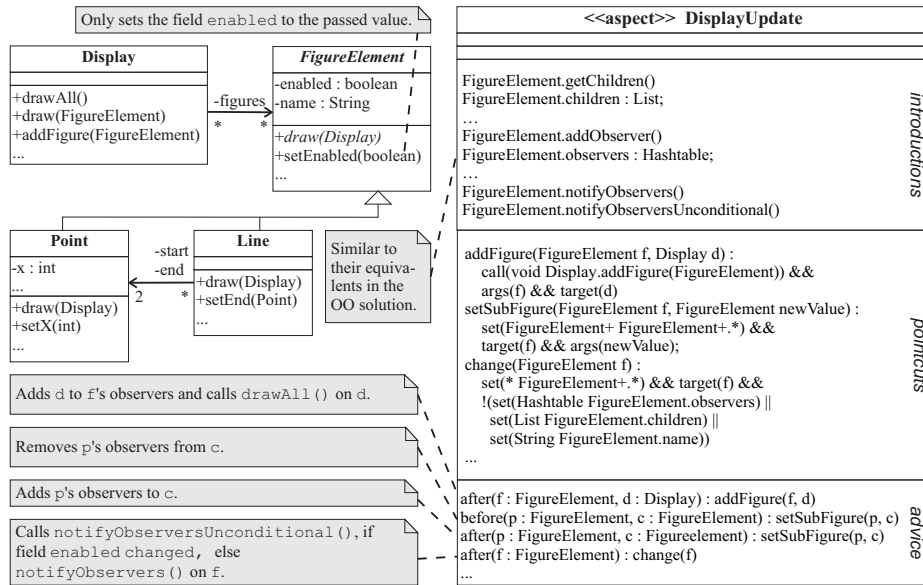 Only sets the field enabled to the passed value.
Display
+drawAll()
+draw(FigureElement)
+addFigure(FigureElement)
...
-figures
*
*
FigureElement
-enabled : boolean
-name : String
+draw(Display)
+setEnabled(boolean)
...
Point
-x : int
...
+draw(Display)
+setX(int)
...
-start
-end
2
*
Line
+draw(Display)
+setEnd(Point)
...
Similar to
their equiva-
lents in the
OO solution.
Adds d to f's observers and calls drawAll() on d.
Removes p's observers from c.
Adds p's observers to c.
Calls notifyObserversUnconditional(), if
field enabled changed, else
notifyObservers() on f.
<<aspect>> DisplayUpdate
FigureElement.getChildren()
FigureElement.children : List;
...
FigureElement.addObserver()
FigureElement.observers : Hashtable;
...
FigureElement.notifyObservers()
FigureElement.notifyObserversUnconditional()
introductions
addFigure(FigureElement f, Display d) :
call(void Display.addFigure(FigureElement)) &&
args(f) && target(d)
setSubFigure(FigureElement f, FigureElement newValue) :
set(FigureElement+ FigureElement+.*) &&
target(f) && args(newValue);
change(FigureElement f) :
set(* FigureElement+.*) && target(f) &&
!(set(Hashtable FigureElement.observers) ||
set(List FigureElement.children) ||
set(String FigureElement.name))
...
pointcuts
after(f : FigureElement, d : Display) : addFigure(f, d)
before(p : FigureElement, c : FigureElement) : setSubFigure(p, c)
after(p : FigureElement, c : Figureelement) : setSubFigure(p, c)
after(f : FigureElement) : change(f)
...
advice